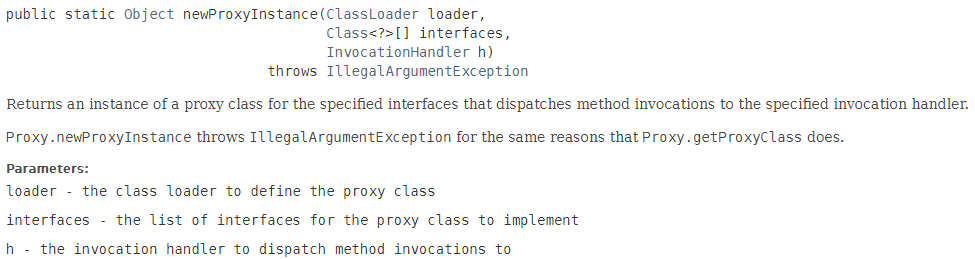 public static Object newProxyInstance(ClassLoader loader,
Class<?>[] interfaces,
InvocationHandler h)
throws IllegalArgumentException
Returns an instance of a proxy class for the specified interfaces that dispatches method invocations to the specified invocation handler.
Proxy.newProxyInstance throws IllegalArgumentException for the same reasons that Proxy.getProxyClass does.
Parameters:
loader - the class loader to define the proxy class
interfaces - the list of interfaces for the proxy class to implement
h - the invocation handler to dispatch method invocations to